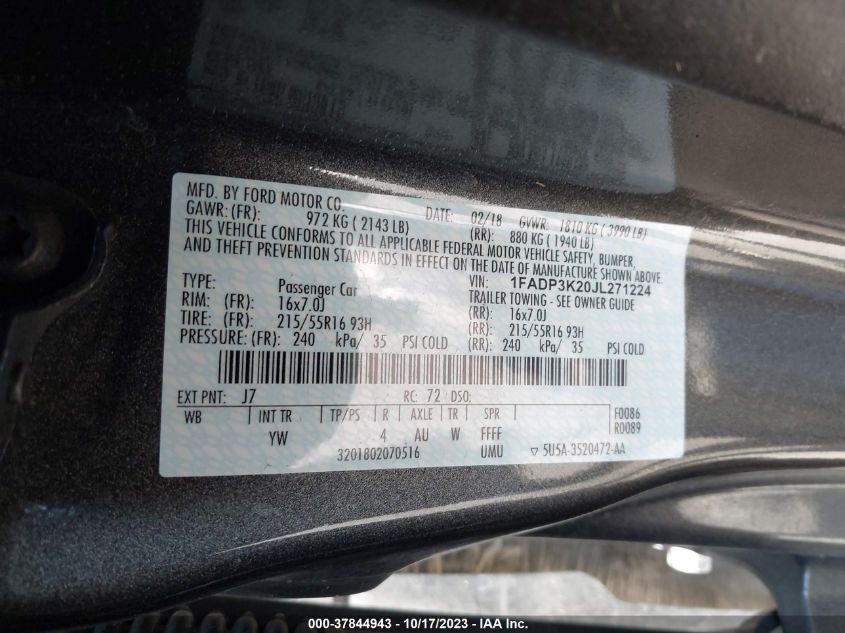 MFD. BY FORD MOTOR CO. DATE: 02/18 GVWR: 1810 KG ( 3990 LB)
GAWR: (FR): 972 KG ( 2143 LB) (RR): 880 KG ( 1940 LB)
THIS VEHICLE CONFORMS TO ALL APPLICABLE FEDERAL MOTOR VEHICLE SAFETY, BUMPER,
AND THEFT PREVENTION STANDARDS IN EFFECT ON THE DATE OF MANUFACTURE SHOWN ABOVE.
VIN: 1FADP3K20JL271224
TYPE: Passenger Car TRAILER TOWING - SEE OWNER GUIDE
RIM: (FR): 16x7.0J (RR): 16x7.0J
TIRE: (FR): 215/55R16 93H (RR): 215/55R16 93H
PRESSURE: (FR): 240 kPa/ 35 PSI COLD (RR): 240 kPa/ 35 PSI COLD
EXT PNT: J7 RC: 72 DSO: F0086
WB INT TR TP/PS R AXLE TR SPR R0089
YW 4 AU W FFFF
3201802070516 UMU ▽ 5U5A-3520472-AA
000-37844943 - 10/17/2023 - IAA Inc.